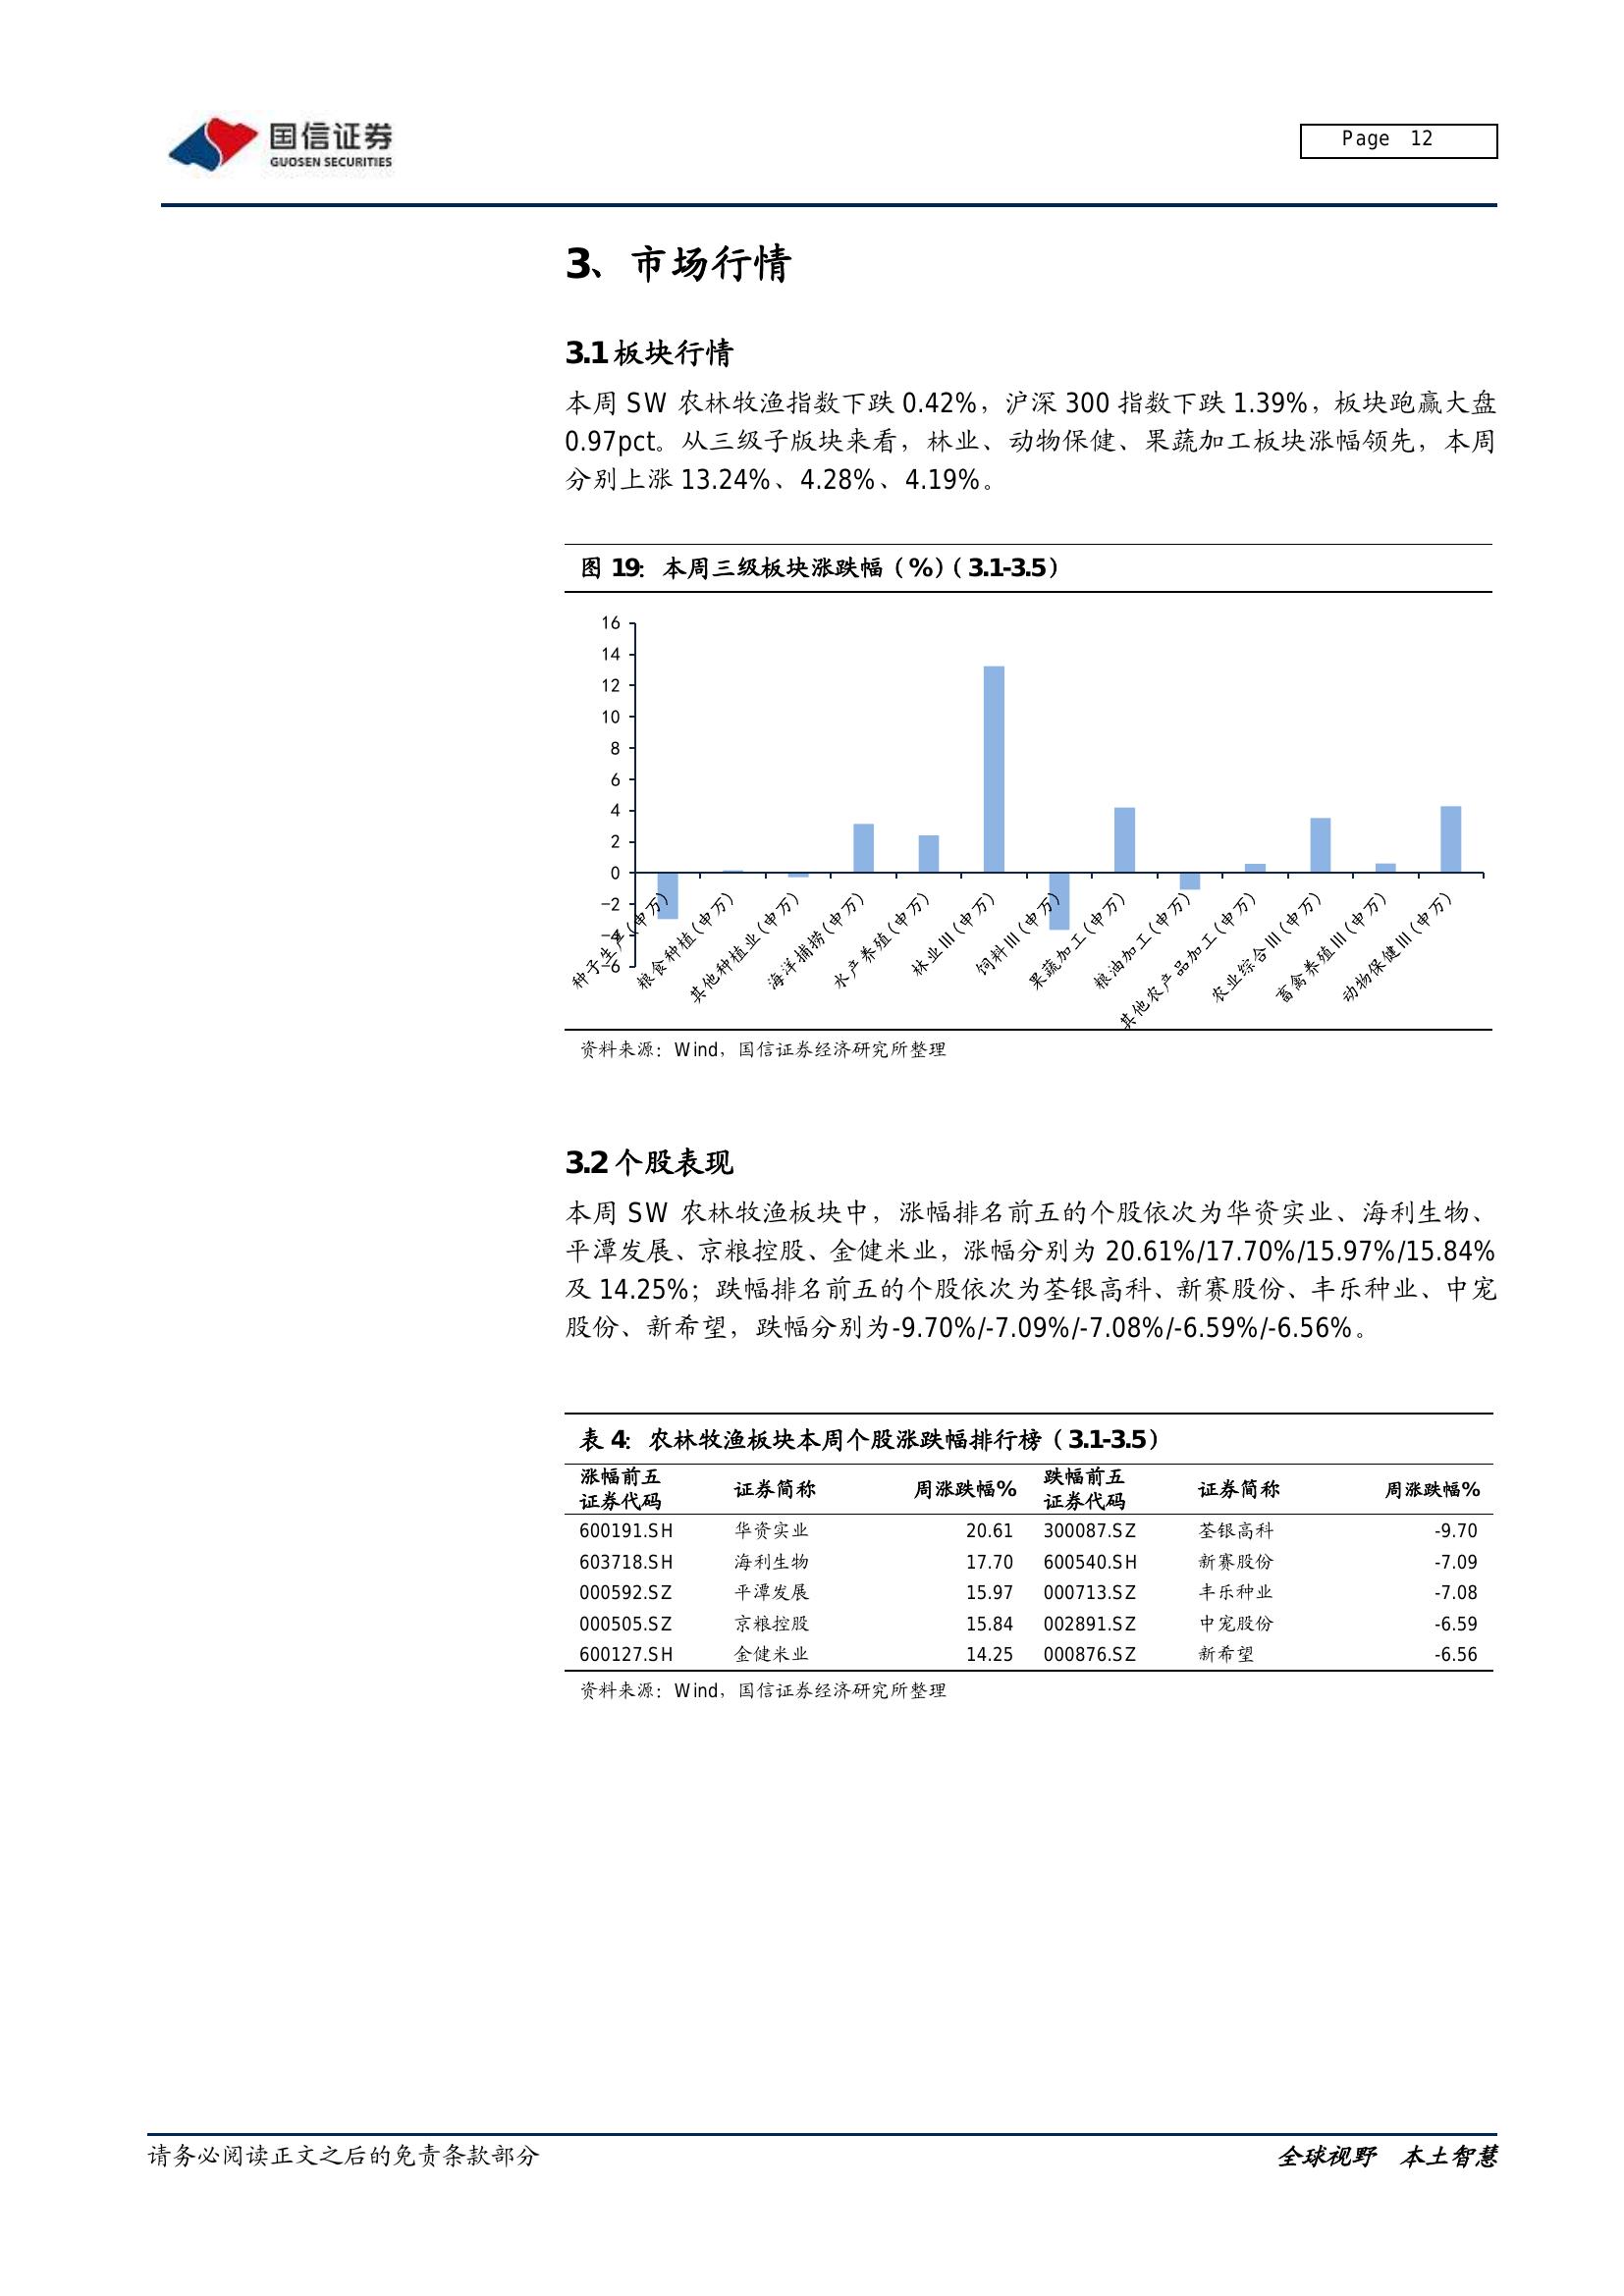 国信证券
GUOSEN SECURITIES
Page 12
3、市场行情
3.1 板块行情
本周 SW 农林牧渔指数下跌 0.42%，沪深 300 指数下跌 1.39%，板块跑赢大盘
0.97pct。从三级子版块来看，林业、动物保健、果蔬加工板块涨幅领先，本周
分别上涨 13.24%、4.28%、4.19%。
图 19：本周三级板块涨跌幅（%）（3.1-3.5）
16
14
12
10
8
6
4
2
0
-2
-4
-6
种子生产(申万)
粮食种植(申万)
其他种植业(申万)
海洋捕捞(申万)
水产养殖(申万)
林业Ⅲ(申万)
饲料Ⅲ(申万)
果蔬加工(申万)
粮油加工(申万)
其他农产品加工(申万)
农业综合Ⅲ(申万)
畜禽养殖Ⅲ(申万)
动物保健Ⅲ(申万)
资料来源：Wind，国信证券经济研究所整理
3.2 个股表现
本周 SW 农林牧渔板块中，涨幅排名前五的个股依次为华资实业、海利生物、
平潭发展、京粮控股、金健米业，涨幅分别为 20.61%/17.70%/15.97%/15.84%
及 14.25%；跌幅排名前五的个股依次为荃银高科、新赛股份、丰乐种业、中宠
股份、新希望，跌幅分别为-9.70%/-7.09%/-7.08%/-6.59%/-6.56%。
表 4：农林牧渔板块本周个股涨跌幅排行榜（3.1-3.5）
涨幅前五 证券代码 证券简称 周涨跌幅% 跌幅前五 证券代码 证券简称 周涨跌幅%
600191.SH 华资实业 20.61 300087.SZ 荃银高科 -9.70
603718.SH 海利生物 17.70 600540.SH 新赛股份 -7.09
000592.SZ 平潭发展 15.97 000713.SZ 丰乐种业 -7.08
000505.SZ 京粮控股 15.84 002891.SZ 中宠股份 -6.59
600127.SH 金健米业 14.25 000876.SZ 新希望 -6.56
资料来源：Wind，国信证券经济研究所整理
请务必阅读正文之后的免责条款部分
全球视野 本土智慧